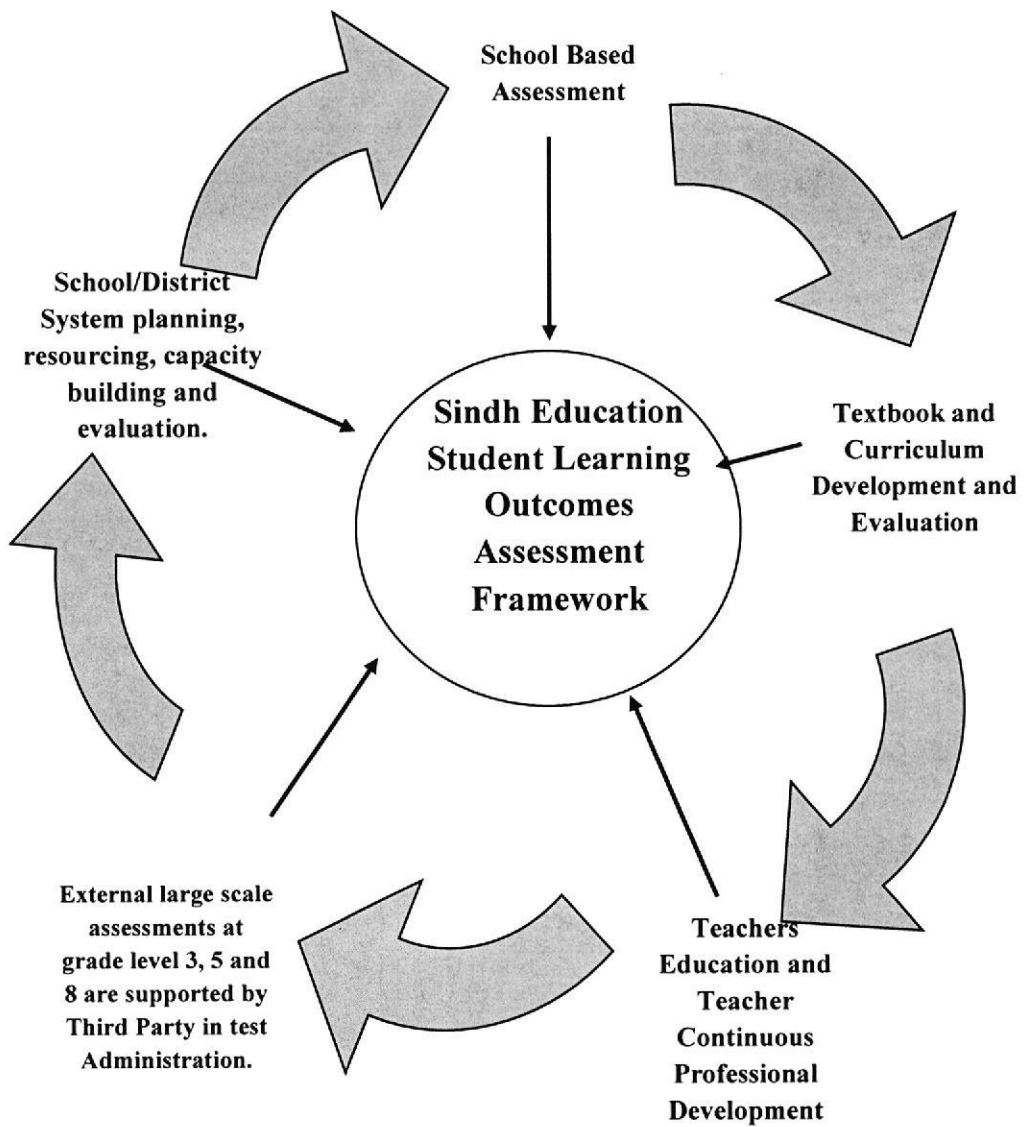 School Based
Assessment
School/District
System planning,
resourcing, capacity
building and
evaluation.
Sindh Education
Student Learning
Outcomes
Assessment
Framework
Textbook and
Curriculum
Development and
Evaluation
External large scale
assessments at
grade level 3, 5 and
8 are supported by
Third Party in test
Administration.
Teachers
Education and
Teacher
Continuous
Professional
Development